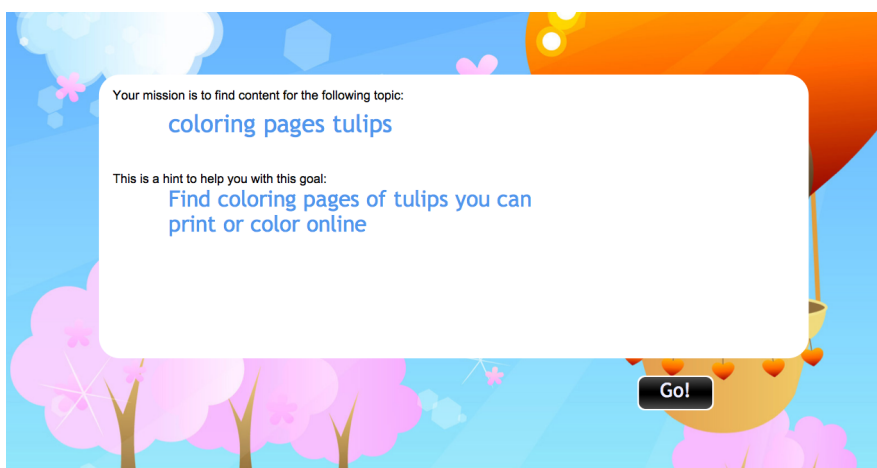 Your mission is to find content for the following topic:
coloring pages tulips
This is a hint to help you with this goal:
Find coloring pages of tulips you can
print or color online
Go!